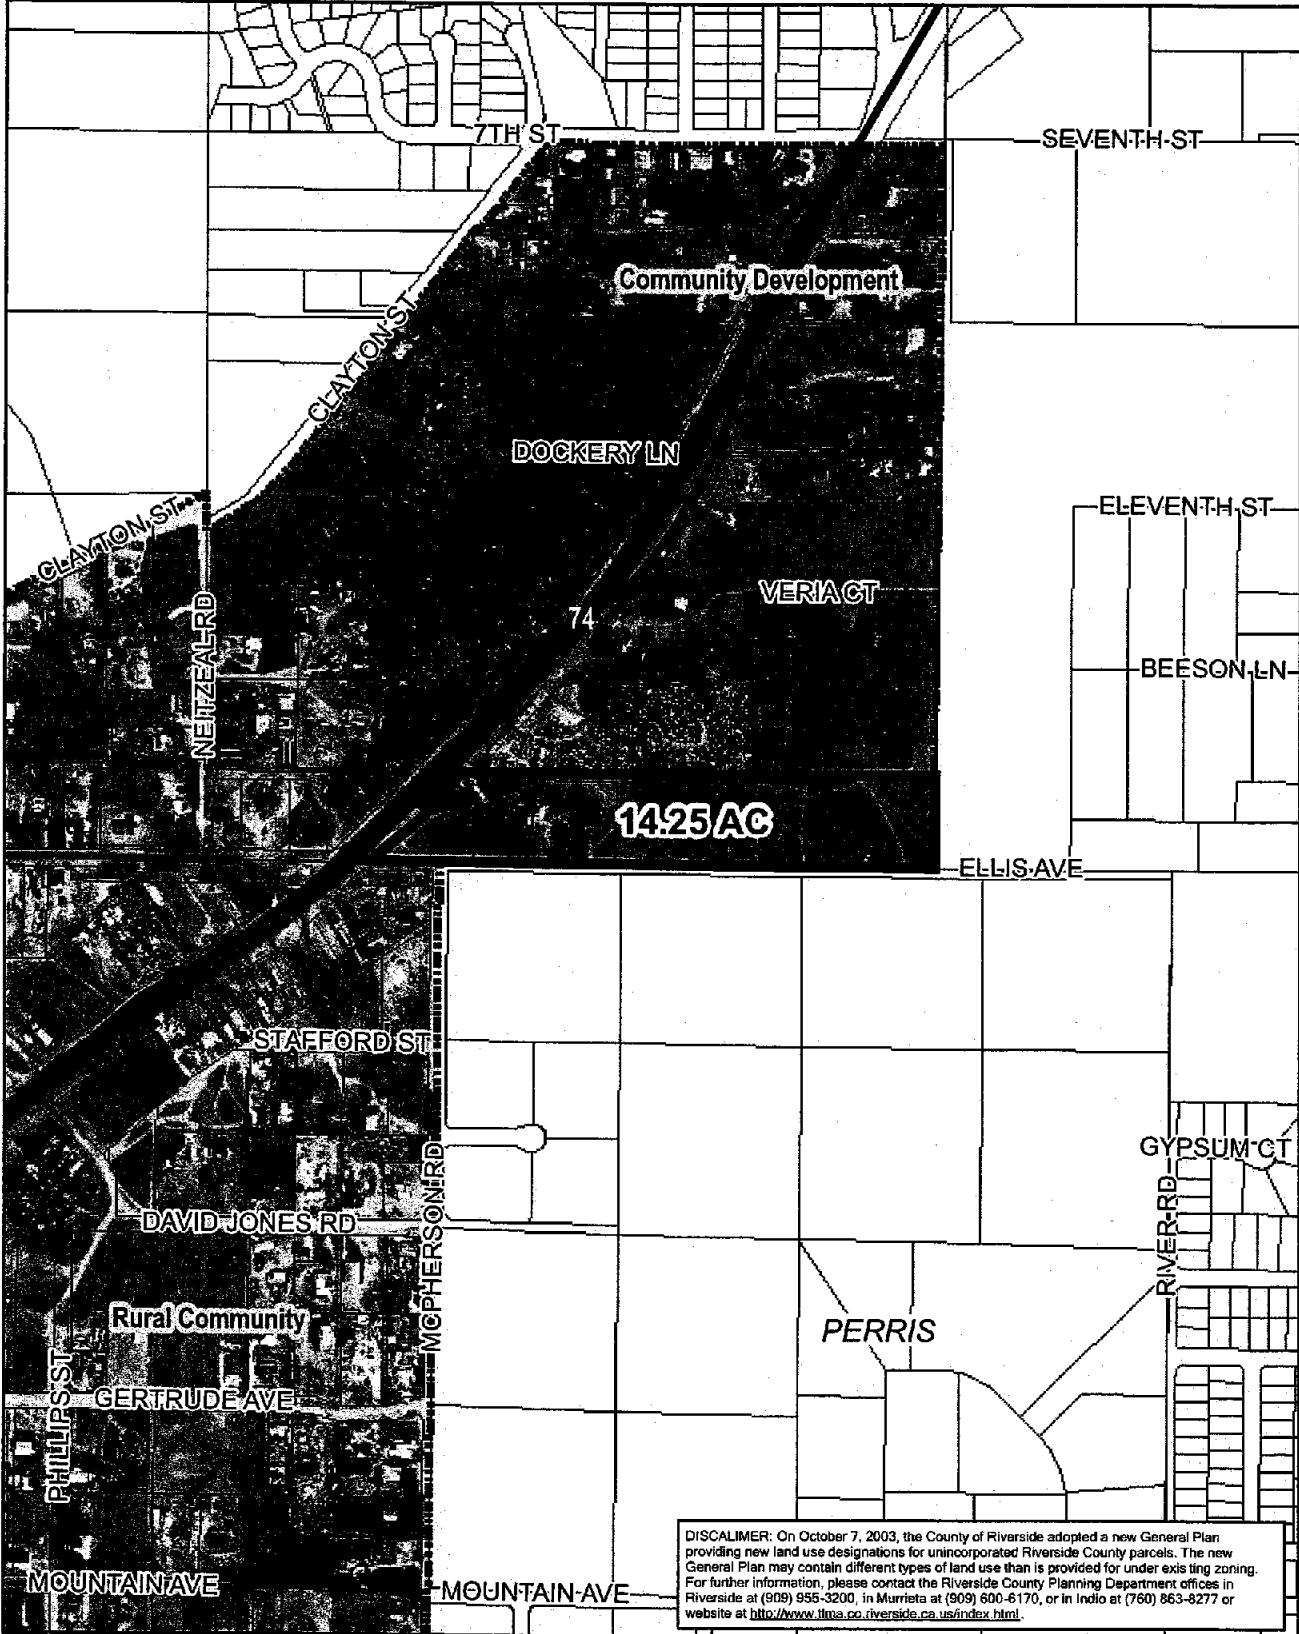 7TH ST
SEVENTH ST
Community Development
CLAYTON ST
DOCKERY LN
CLAYTON ST
ELEVENTH ST
VERIA CT
74
NEITZEAL RD
BEESON LN
14.25 AC
ELLIS AVE
STAFFORD ST
MCPHERSON RD
GYPSUM CT
RIVER RD
DAVID JONES RD
Rural Community
PERRIS
PHILLIPS ST
GERTRUDE AVE
MOUNTAIN AVE
MOUNTAIN AVE
DISCALIMER: On October 7, 2003, the County of Riverside adopted a new General Plan
providing new land use designations for unincorporated Riverside County parcels. The new
General Plan may contain different types of land use than is provided for under existing zoning.
For further information, please contact the Riverside County Planning Department offices in
Riverside at (909) 955-3200, in Murrieta at (909) 600-6170, or in Indio at (760) 863-8277 or
website at http://www.tlma.co.riverside.ca.us/index.html.